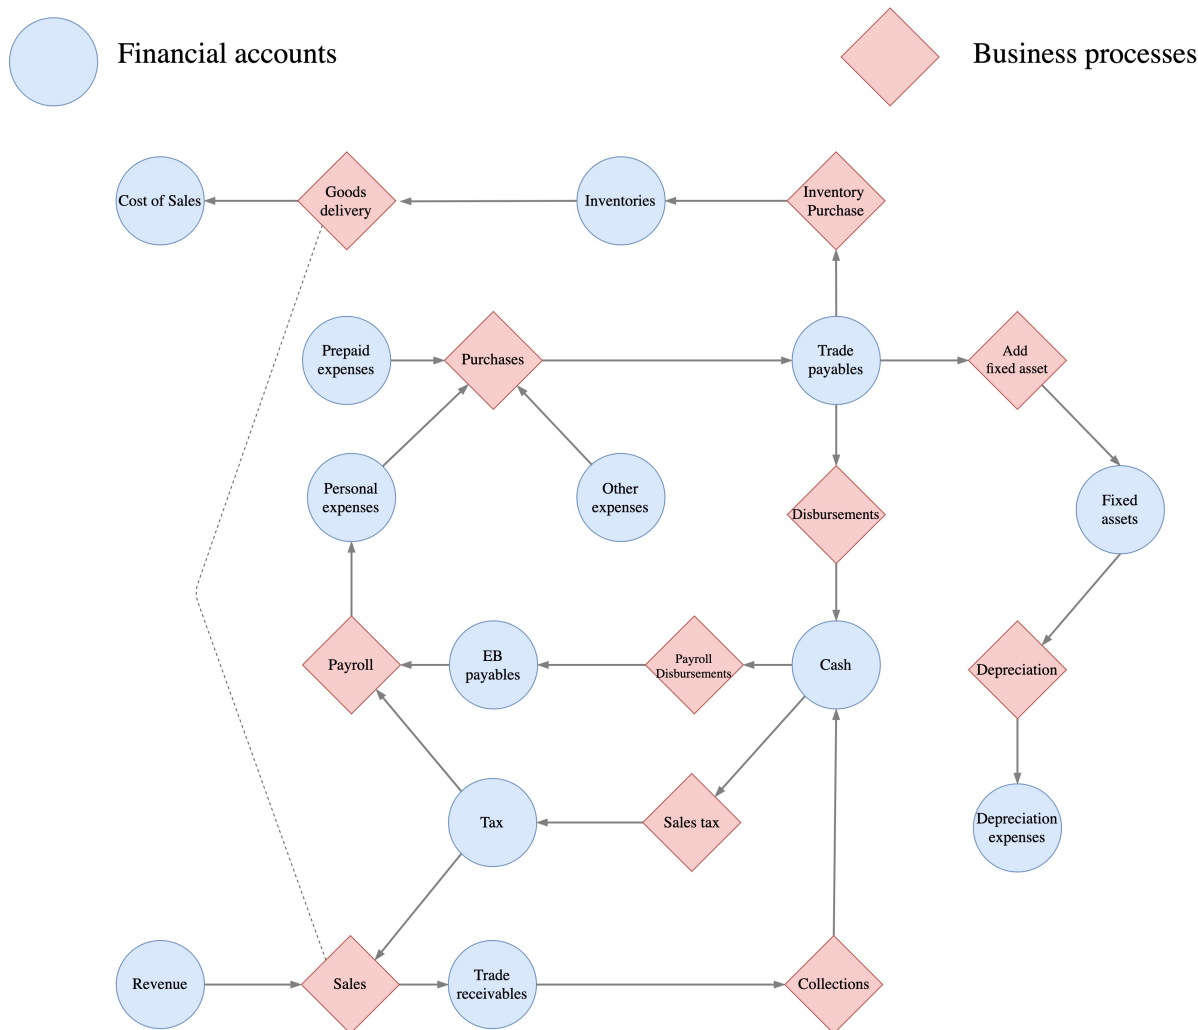 Financial accounts
Business processes
Cost of Sales
Goods
delivery
Inventories
Inventory
Purchase
Prepaid
expenses
Purchases
Trade
payables
Add
fixed asset
Personal
expenses
Other
expenses
Disbursements
Fixed
assets
Payroll
EB
payables
Payroll
Disbursements
Cash
Depreciation
Tax
Sales tax
Depreciation
expenses
Revenue
Sales
Trade
receivables
Collections